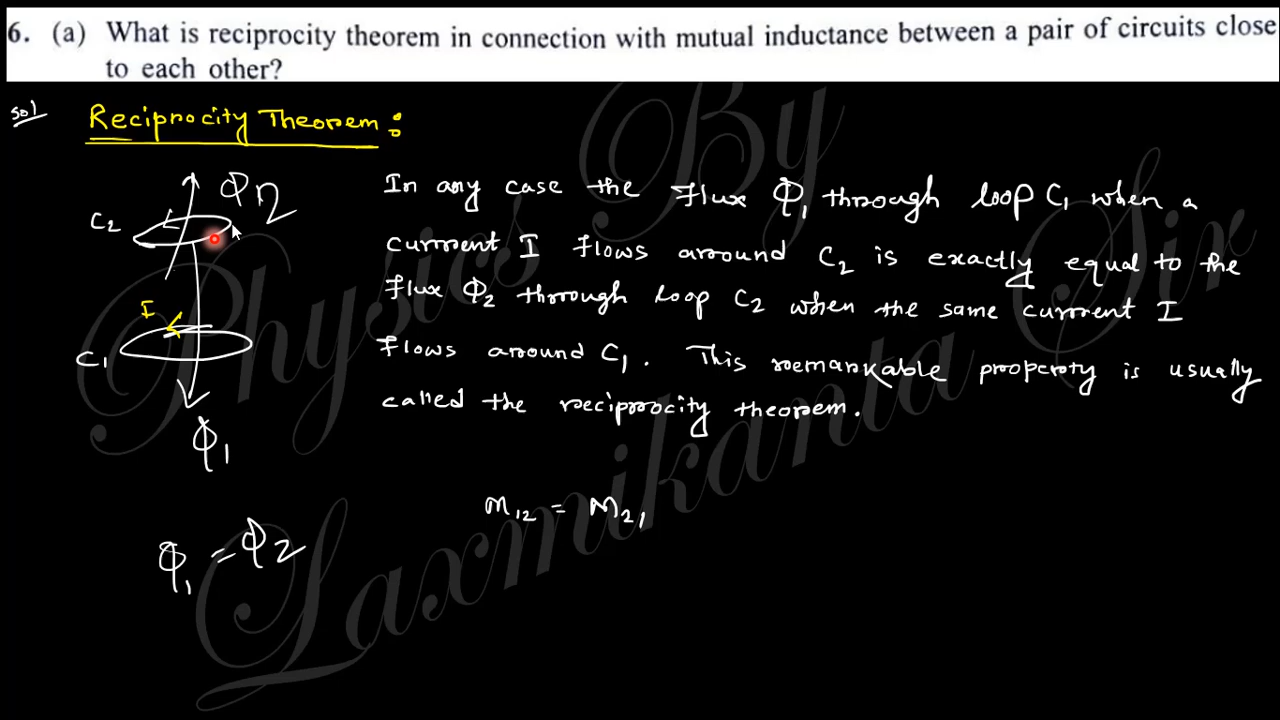 6. (a) What is reciprocity theorem in connection with mutual inductance between a pair of circuits close
to each other?
Sol
Reciprocity Theorem:
Φ2
C2
I
C1
Φ1
Φ1 = Φ2
In any case the flux Φ1 through loop C1 when a
current I flows around C2 is exactly equal to the
flux Φ2 through loop C2 when the same current I
flows around C1. This remarkable property is usually
called the reciprocity theorem.
M12 = M21
Physics By
Laxmikanta Sir